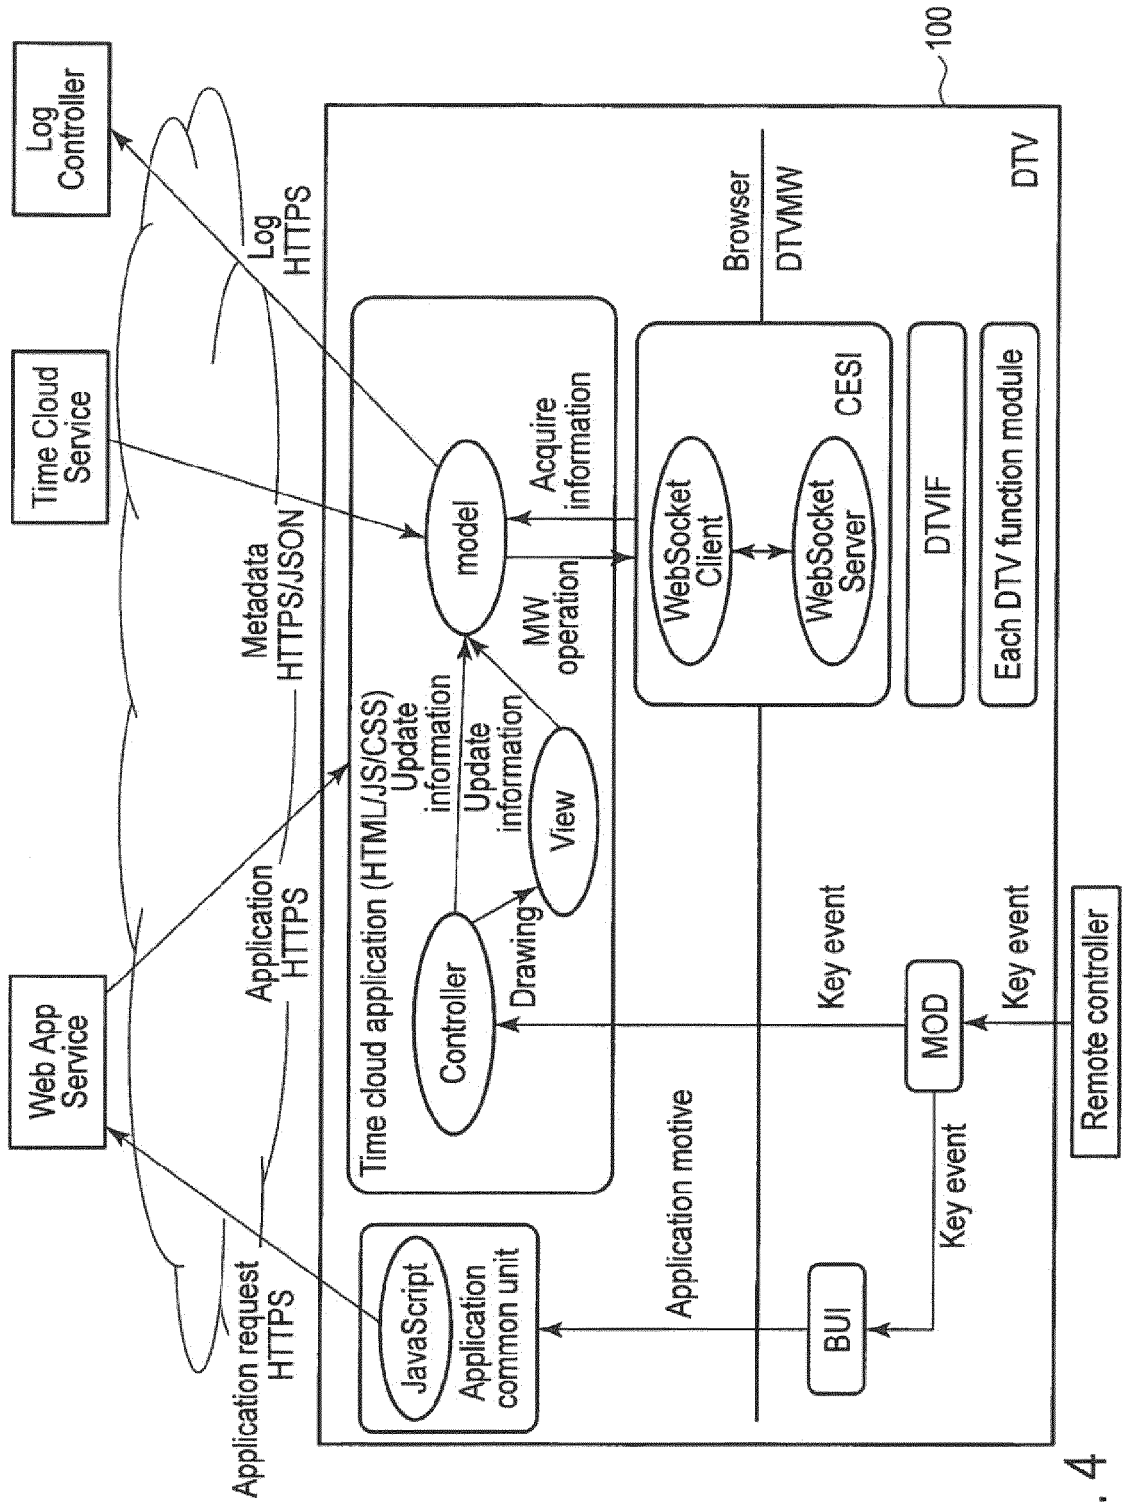 Web App
Service
Time Cloud
Service
Log
Controller
Application request
HTTPS
Application
HTTPS
Metadata
HTTPS/JSON
Log
HTTPS
JavaScript
Application
common unit
Time cloud application (HTML/JS/CSS)
Controller
Drawing
View
Update
information
Update
information
model
MW
operation
Acquire
information
WebSocket
Client
WebSocket
Server
CESI
Browser
DTVMW
DTVIF
Each DTV function module
DTV
100
Application motive
Key event
BUI
Key event
MOD
Key event
Remote controller
. 4